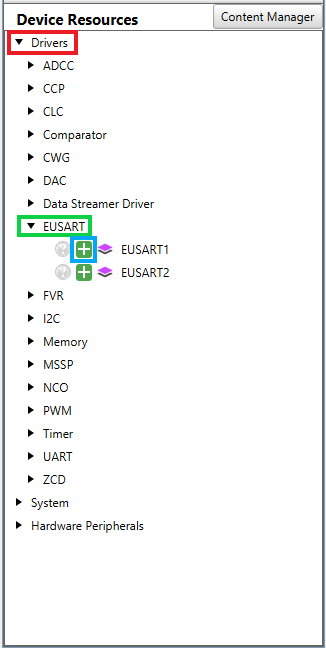 Device Resources
Content Manager
Drivers
ADCC
CCP
CLC
Comparator
CWG
DAC
Data Streamer Driver
EUSART
? EUSART1
? EUSART2
FVR
I2C
Memory
MSSP
NCO
PWM
Timer
UART
ZCD
System
Hardware Peripherals